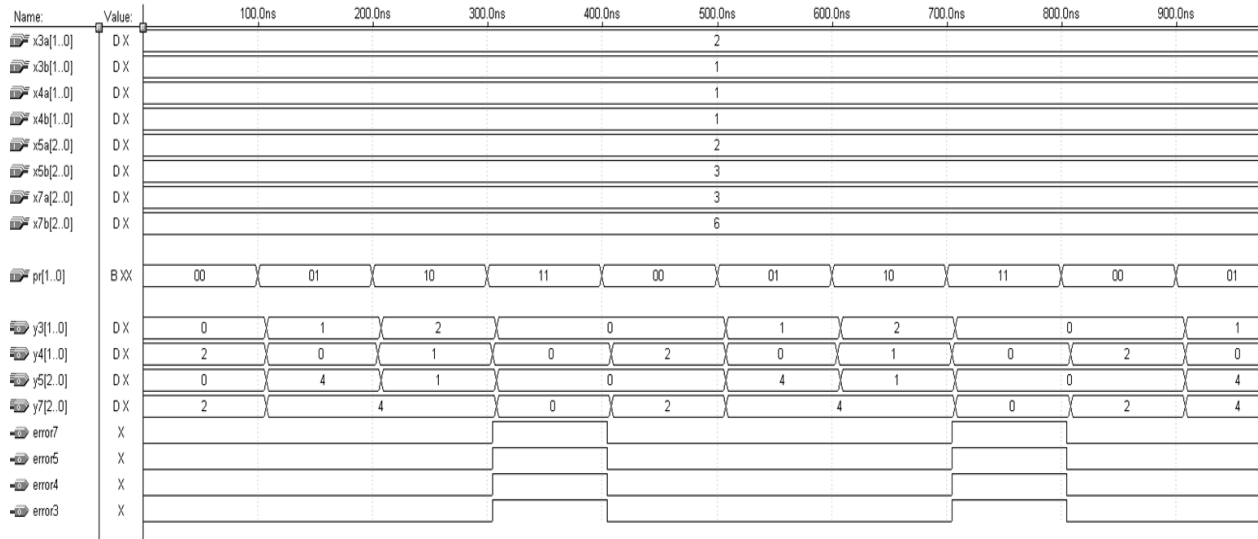 Name: Value: 100.0ns 200.0ns 300.0ns 400.0ns 500.0ns 600.0ns 700.0ns 800.0ns 900.0ns
x3a[1..0] D X 2
x3b[1..0] D X 1
x4a[1..0] D X 1
x4b[1..0] D X 1
x5a[2..0] D X 2
x5b[2..0] D X 3
x7a[2..0] D X 3
x7b[2..0] D X 6
pr[1..0] B XX 00 01 10 11 00 01 10 11 00 01
y3[1..0] D X 0 1 2 0 1 2 0 1
y4[1..0] D X 2 0 1 0 2 0 1 0 2 0
y5[2..0] D X 0 4 1 0 4 1 0 4
y7[2..0] D X 2 4 0 2 4 0 2 4
error7 X
error5 X
error4 X
error3 X